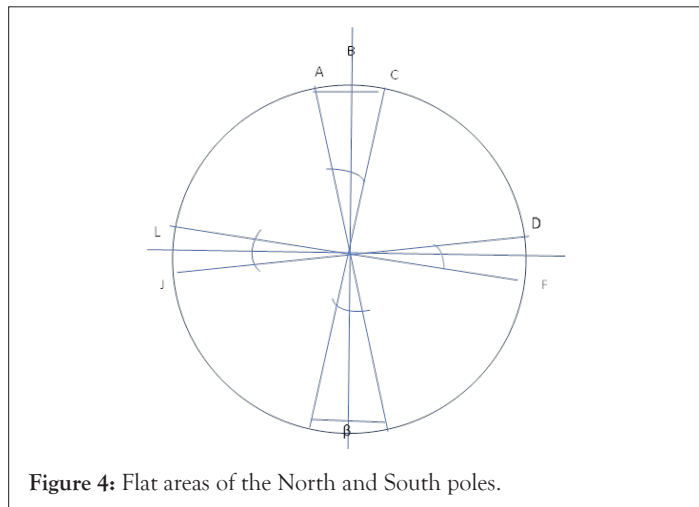 B
A C
D
L
J F
β
Figure 4: Flat areas of the North and South poles.